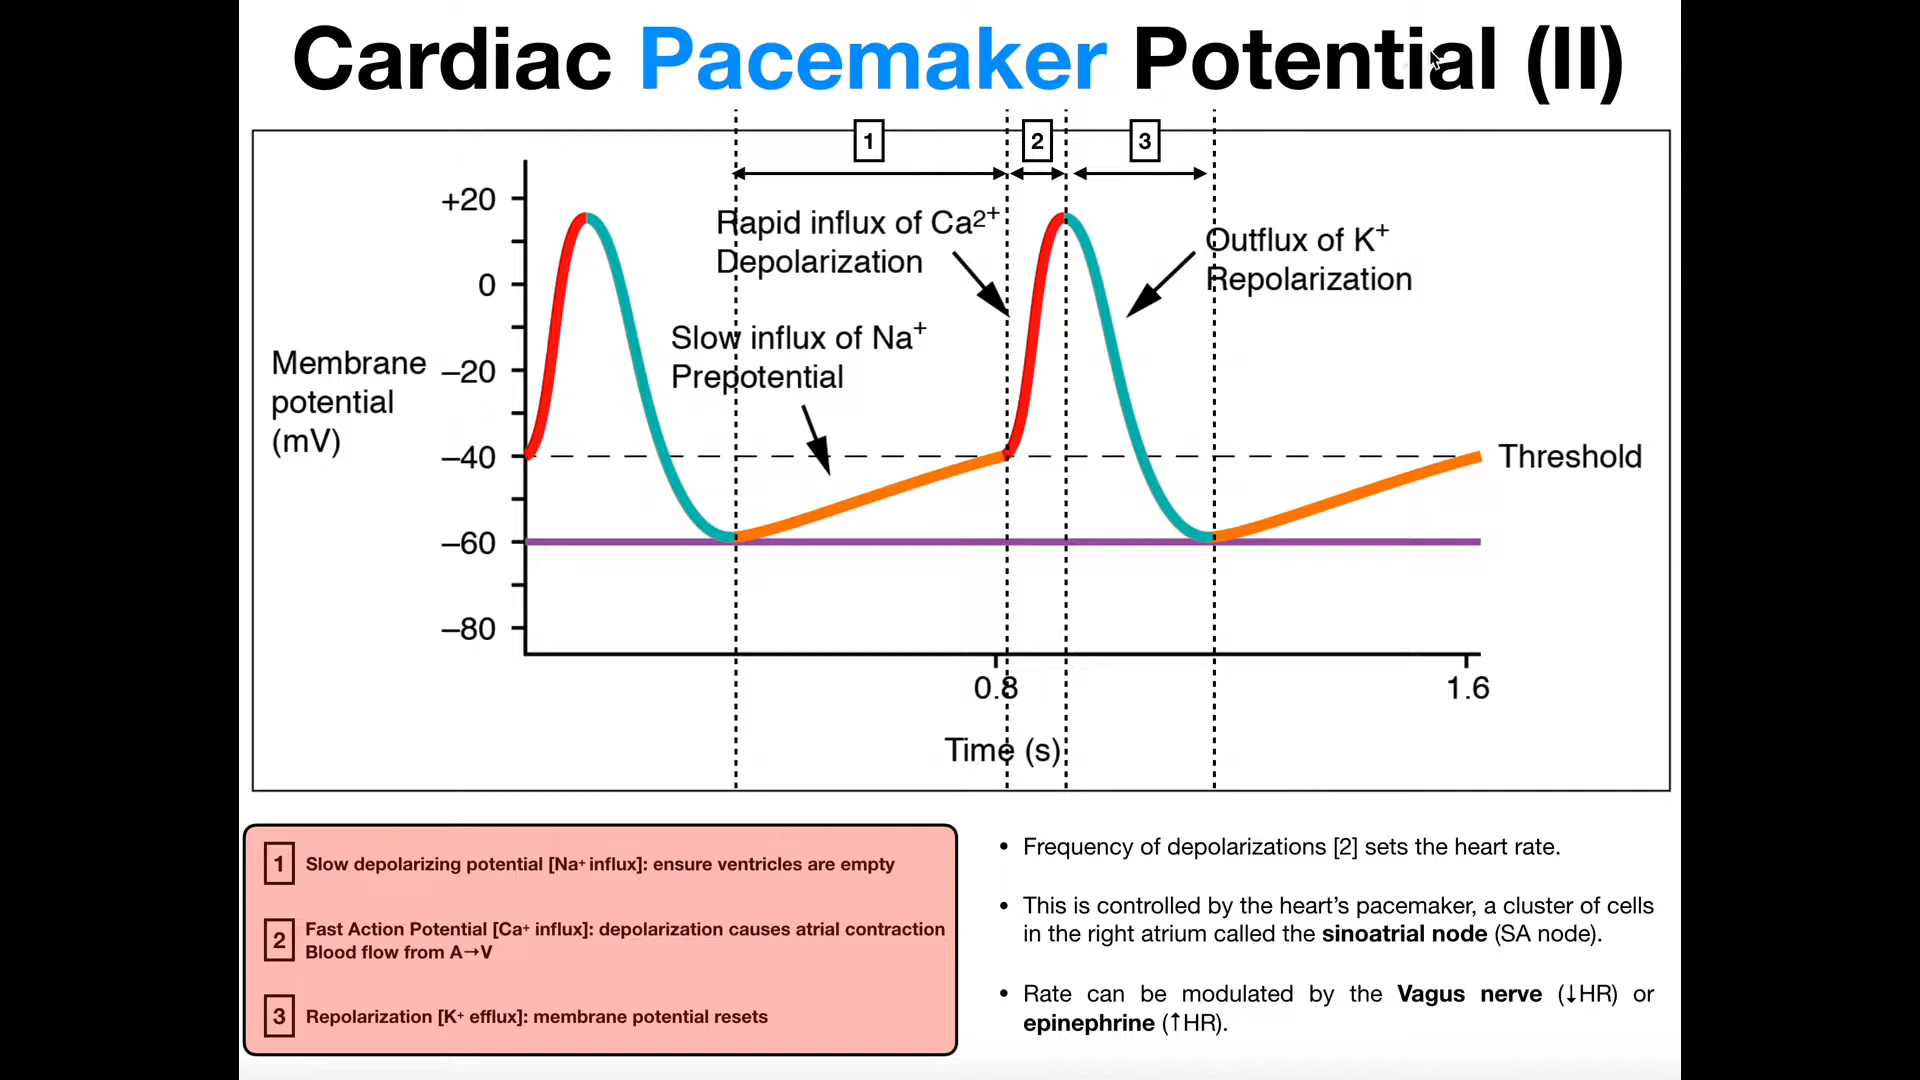 Cardiac Pacemaker Potential (II)
1
2
3
+20
0
–20
–40
–60
–80
Membrane
potential
(mV)
Rapid influx of Ca2+
Depolarization
Slow influx of Na+
Prepotential
Outflux of K+
Repolarization
Threshold
0.8
1.6
Time (s)
1 Slow depolarizing potential [Na+ influx]: ensure ventricles are empty
2 Fast Action Potential [Ca+ influx]: depolarization causes atrial contraction
Blood flow from A→V
3 Repolarization [K+ efflux]: membrane potential resets
• Frequency of depolarizations [2] sets the heart rate.
• This is controlled by the heart’s pacemaker, a cluster of cells
in the right atrium called the sinoatrial node (SA node).
• Rate can be modulated by the Vagus nerve (↓HR) or
epinephrine (↑HR).